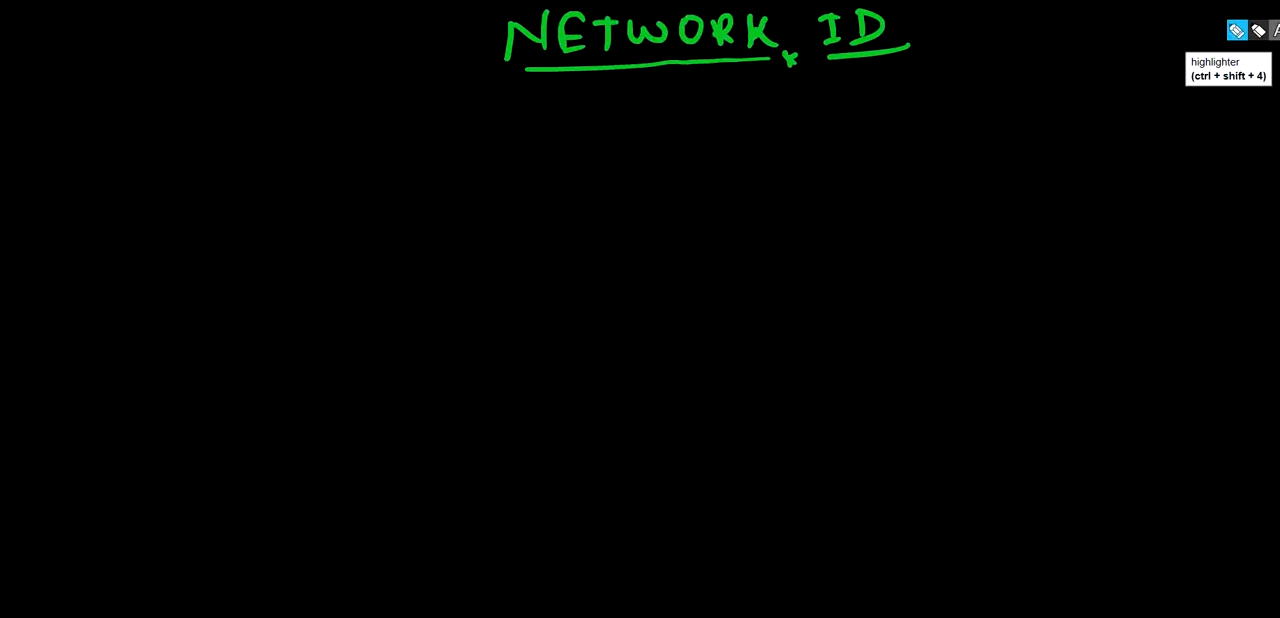 NETWORK ID
highlighter
(ctrl + shift + 4)
A